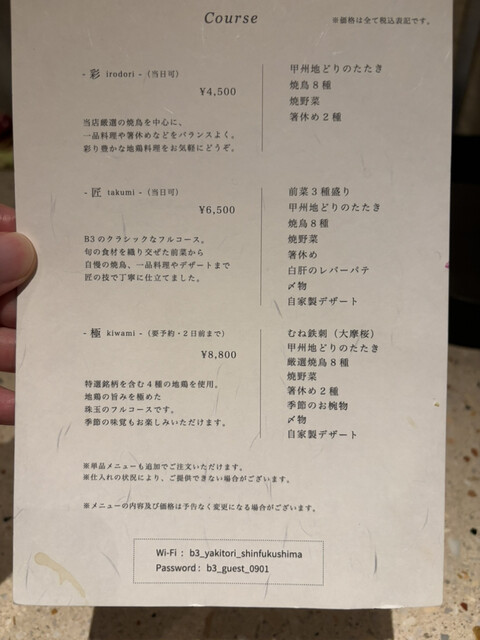 Course
※価格は全て税込表記です。
- 彩 irodori -（当日可）
¥4,500
当店厳選の焼鳥を中心に。
一品料理や箸休めなどをバランスよく。
彩り豊かな地鶏料理をお気軽にどうぞ。
甲州地どりのたたき
焼鳥８種
焼野菜
箸休め２種
- 匠 takumi -（当日可）
¥6,500
B3のクラシックなフルコース。
旬の食材を織り交ぜた前菜から
自慢の焼鳥、一品料理やデザートまで
匠の技で丁寧に仕立てました。
前菜３種盛り
甲州地どりのたたき
焼鳥８種
焼野菜
箸休め
白肝のレバーパテ
〆物
自家製デザート
- 極 kiwami -（要予約・２日前まで）
¥8,800
特選銘柄を含む４種の地鶏を使用。
地鶏の旨みを極めた
珠玉のフルコースです。
季節の味覚もお楽しみいただけます。
むね鉄刺（大摩桜）
甲州地どりのたたき
厳選焼鳥８種
焼野菜
箸休め２種
季節のお椀物
〆物
自家製デザート
※単品メニューも追加でご注文いただけます。
※仕入れの状況により、ご提供できない場合がございます。
※メニューの内容及び価格は予告なく変更になる場合がございます。
Wi-Fi : b3_yakitori_shinfukushima
Password : b3_guest_0901